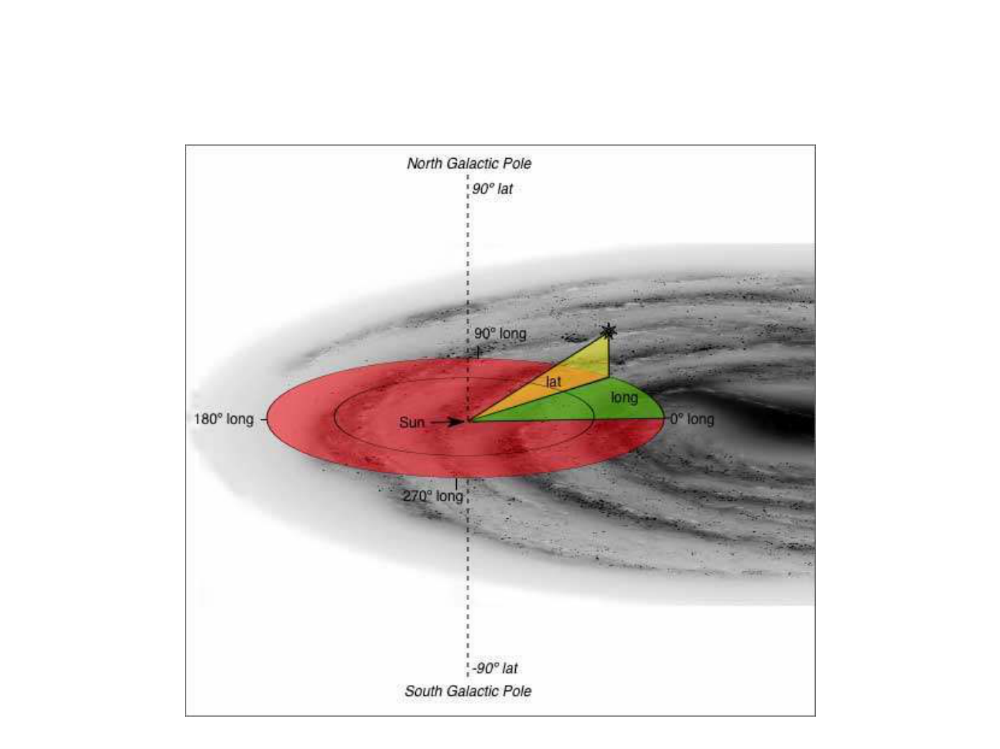 North Galactic Pole
90° lat
90° long
lat
long
180° long
Sun
0° long
270° long
-90° lat
South Galactic Pole